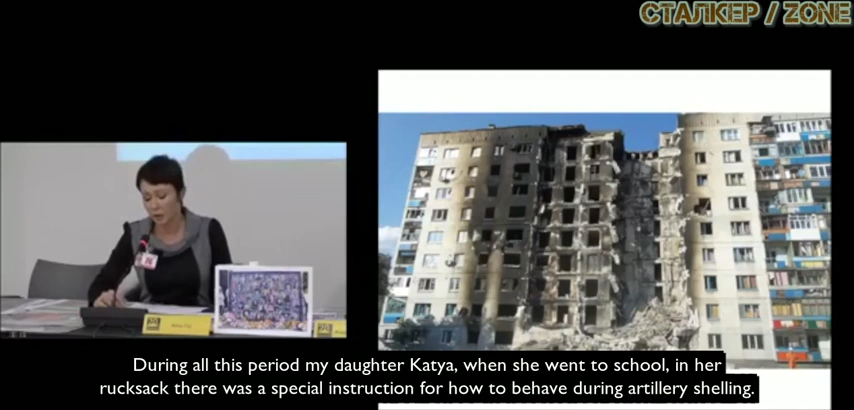 СТАЛКЕР / ZONE
During all this period my daughter Katya, when she went to school, in her
rucksack there was a special instruction for how to behave during artillery shelling.